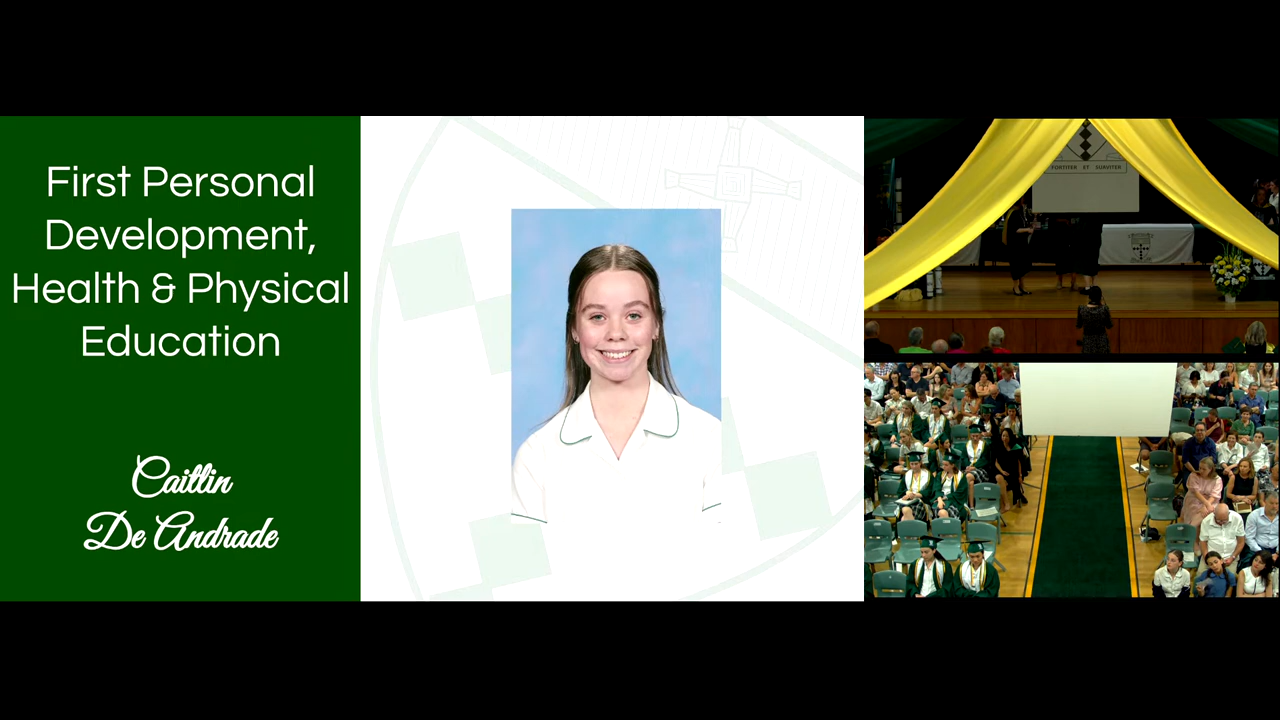 First Personal
Development,
Health & Physical
Education
Caitlin
De Andrade
FORTITER ET SUAVITER